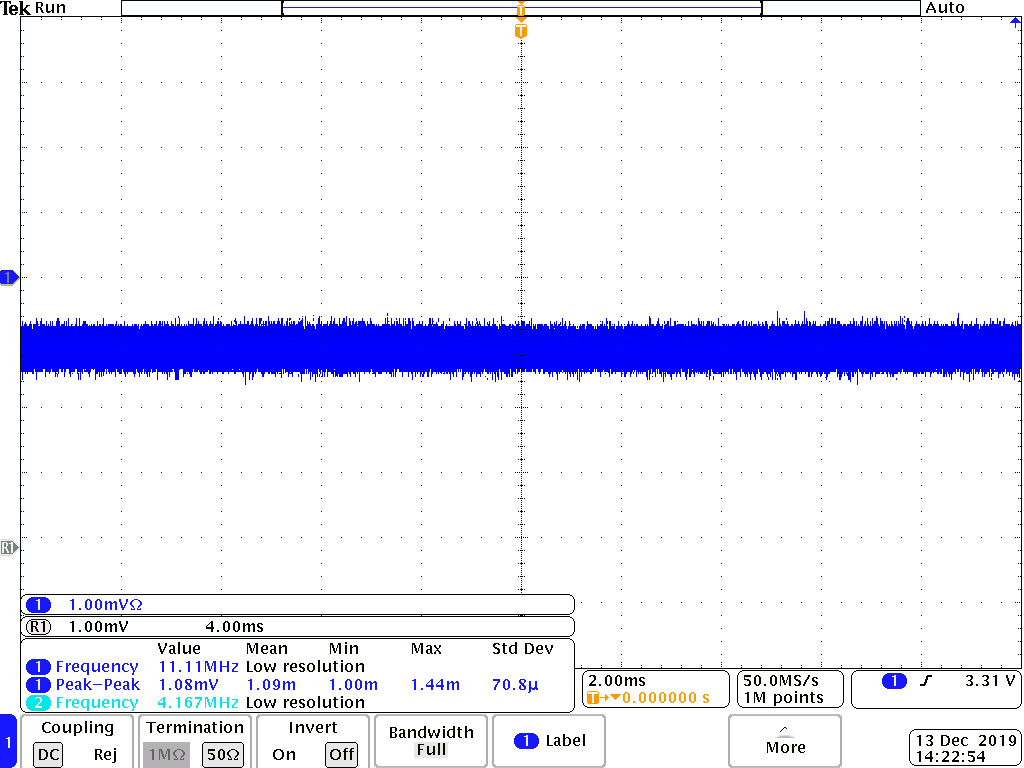 Tek Run Auto
T
T
1
R1
1 1.00mVΩ
R1 1.00mV 4.00ms
Value Mean Min Max Std Dev
1 Frequency 11.11MHz Low resolution
1 Peak–Peak 1.08mV 1.09m 1.00m 1.44m 70.8µ
2 Frequency 4.167MHz Low resolution
2.00ms
T→▼0.000000 s
50.0MS/s
1M points
1 3.31 V
1
Coupling
DC Rej
Termination
1MΩ 50Ω
Invert
On Off
Bandwidth
Full
1 Label
More
13 Dec 2019
14:22:54